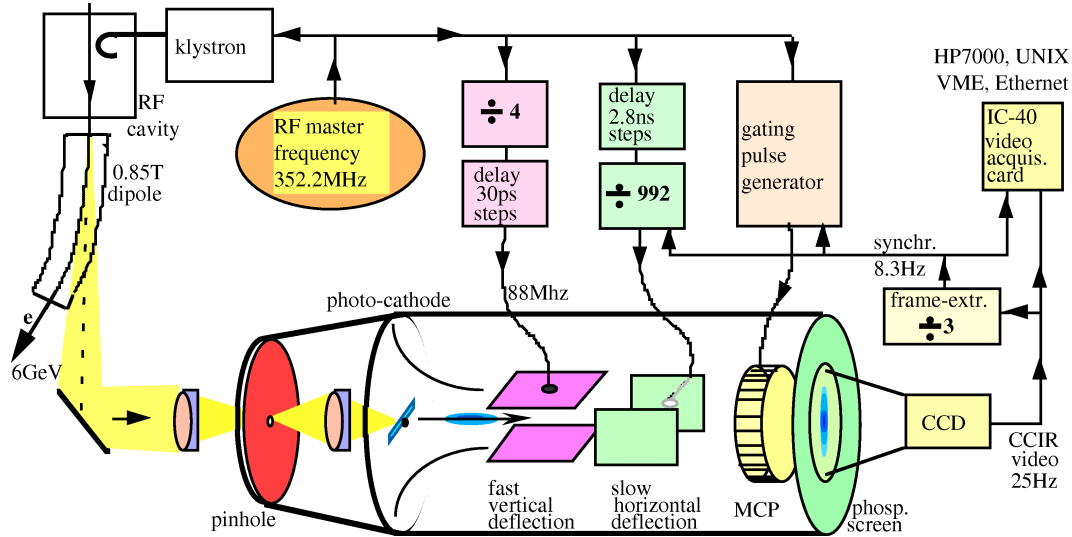 klystron
RF
cavity
0.85T
dipole
RF master
frequency
352.2MHz
÷ 4
delay
30ps
steps
delay
2.8ns
steps
÷ 992
gating
pulse
generator
HP7000, UNIX
VME, Ethernet
IC-40
video
acquis.
card
synchr.
8.3Hz
frame-extr.
÷3
88Mhz
photo-cathode
e
6GeV
pinhole
fast
vertical
deflection
slow
horizontal
deflection
MCP
phosp.
screen
CCD
CCIR
video
25Hz